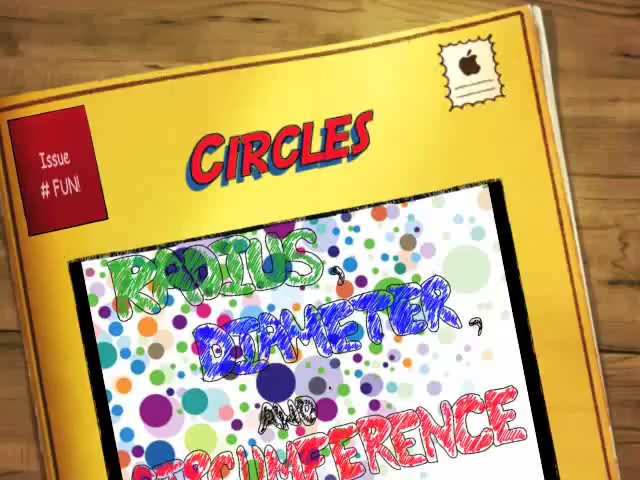 Issue
# FUN!
CIRCLES
RADIUS,
DIAMETER,
AND
CIRCUMFERENCE